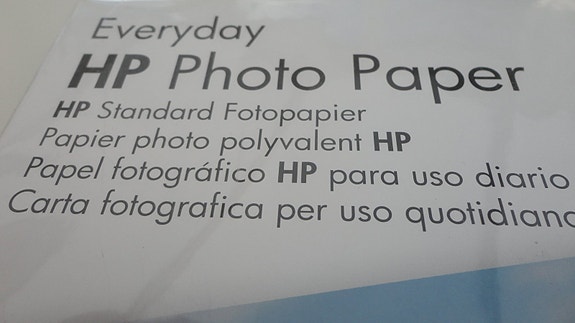 Everyday
HP Photo Paper
HP Standard Fotopapier
Papier photo polyvalent HP
Papel fotográfico HP para uso diario
Carta fotografica per uso quotidiano